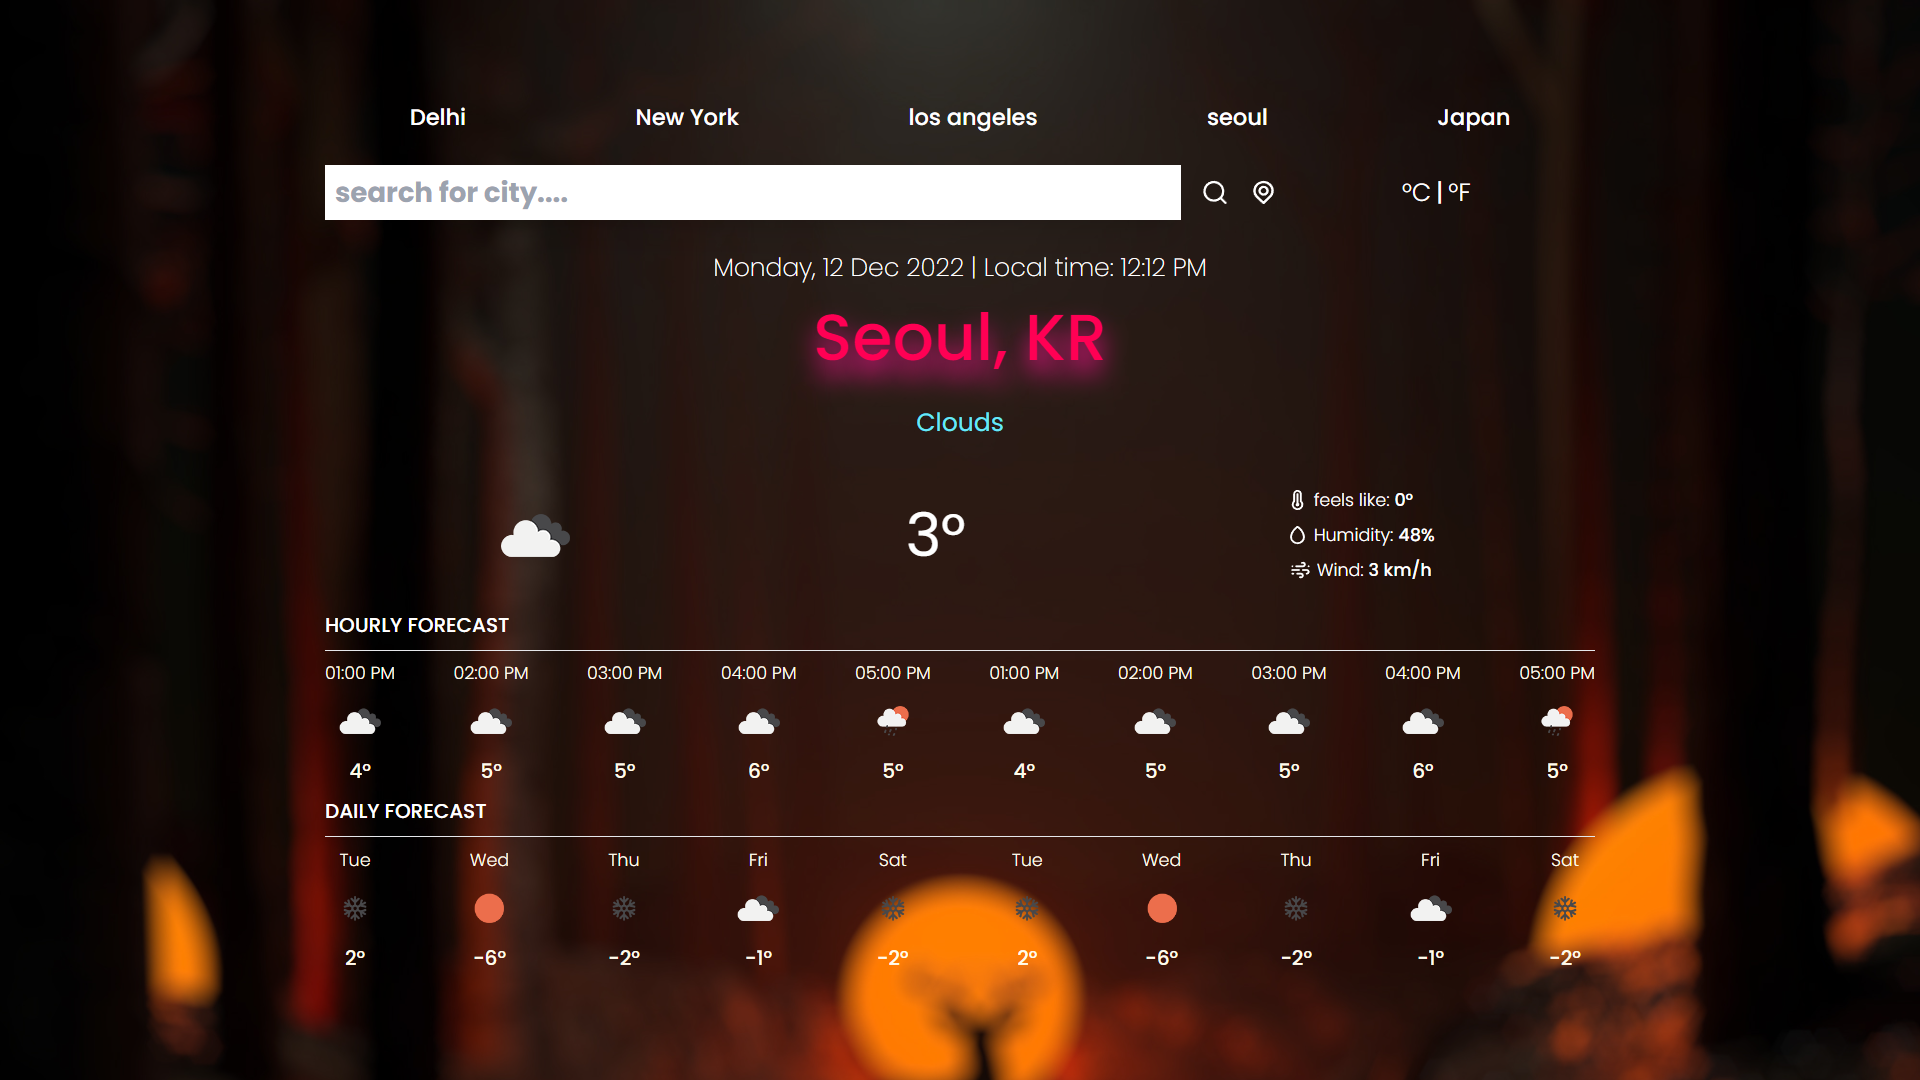 Delhi New York los angeles seoul Japan
search for city.... °C | °F
Monday, 12 Dec 2022 | Local time: 12:12 PM
Seoul, KR
Clouds
3°
feels like: 0°
Humidity: 48%
Wind: 3 km/h
HOURLY FORECAST
01:00 PM 02:00 PM 03:00 PM 04:00 PM 05:00 PM 01:00 PM 02:00 PM 03:00 PM 04:00 PM 05:00 PM
4° 5° 5° 6° 5° 4° 5° 5° 6° 5°
DAILY FORECAST
Tue Wed Thu Fri Sat Tue Wed Thu Fri Sat
2° -6° -2° -1° -2° 2° -6° -2° -1° -2°